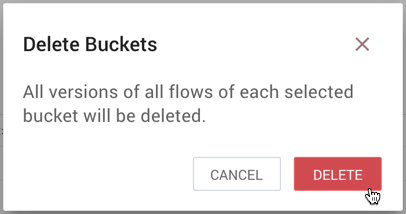 Delete Buckets
All versions of all flows of each selected
bucket will be deleted.
CANCEL
DELETE